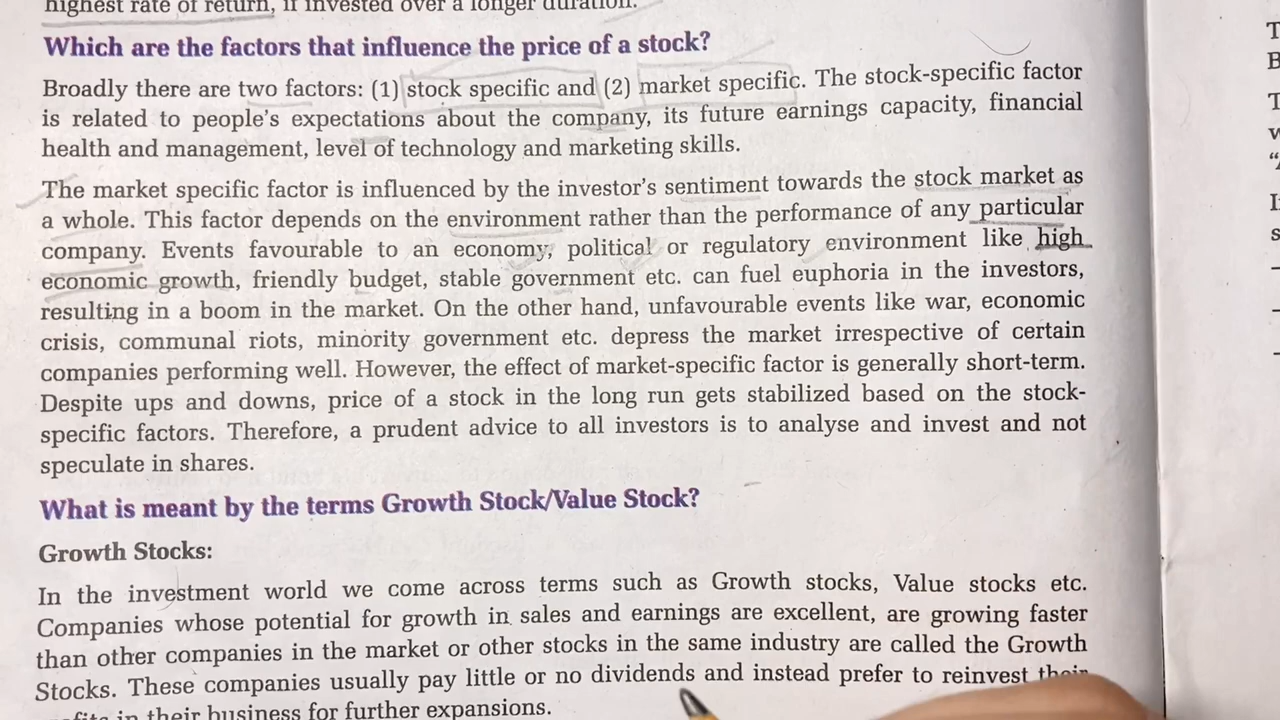 highest rate of return, if invested over a longer duration.
Which are the factors that influence the price of a stock?
Broadly there are two factors: (1) stock specific and (2) market specific. The stock-specific factor
is related to people's expectations about the company, its future earnings capacity, financial
health and management, level of technology and marketing skills.
The market specific factor is influenced by the investor's sentiment towards the stock market as
a whole. This factor depends on the environment rather than the performance of any particular
company. Events favourable to an economy, political or regulatory environment like high
economic growth, friendly budget, stable government etc. can fuel euphoria in the investors,
resulting in a boom in the market. On the other hand, unfavourable events like war, economic
crisis, communal riots, minority government etc. depress the market irrespective of certain
companies performing well. However, the effect of market-specific factor is generally short-term.
Despite ups and downs, price of a stock in the long run gets stabilized based on the stock-
specific factors. Therefore, a prudent advice to all investors is to analyse and invest and not
speculate in shares.
What is meant by the terms Growth Stock/Value Stock?
Growth Stocks:
In the investment world we come across terms such as Growth stocks, Value stocks etc.
Companies whose potential for growth in sales and earnings are excellent, are growing faster
than other companies in the market or other stocks in the same industry are called the Growth
Stocks. These companies usually pay little or no dividends and instead prefer to reinvest their
in their business for further expansions.